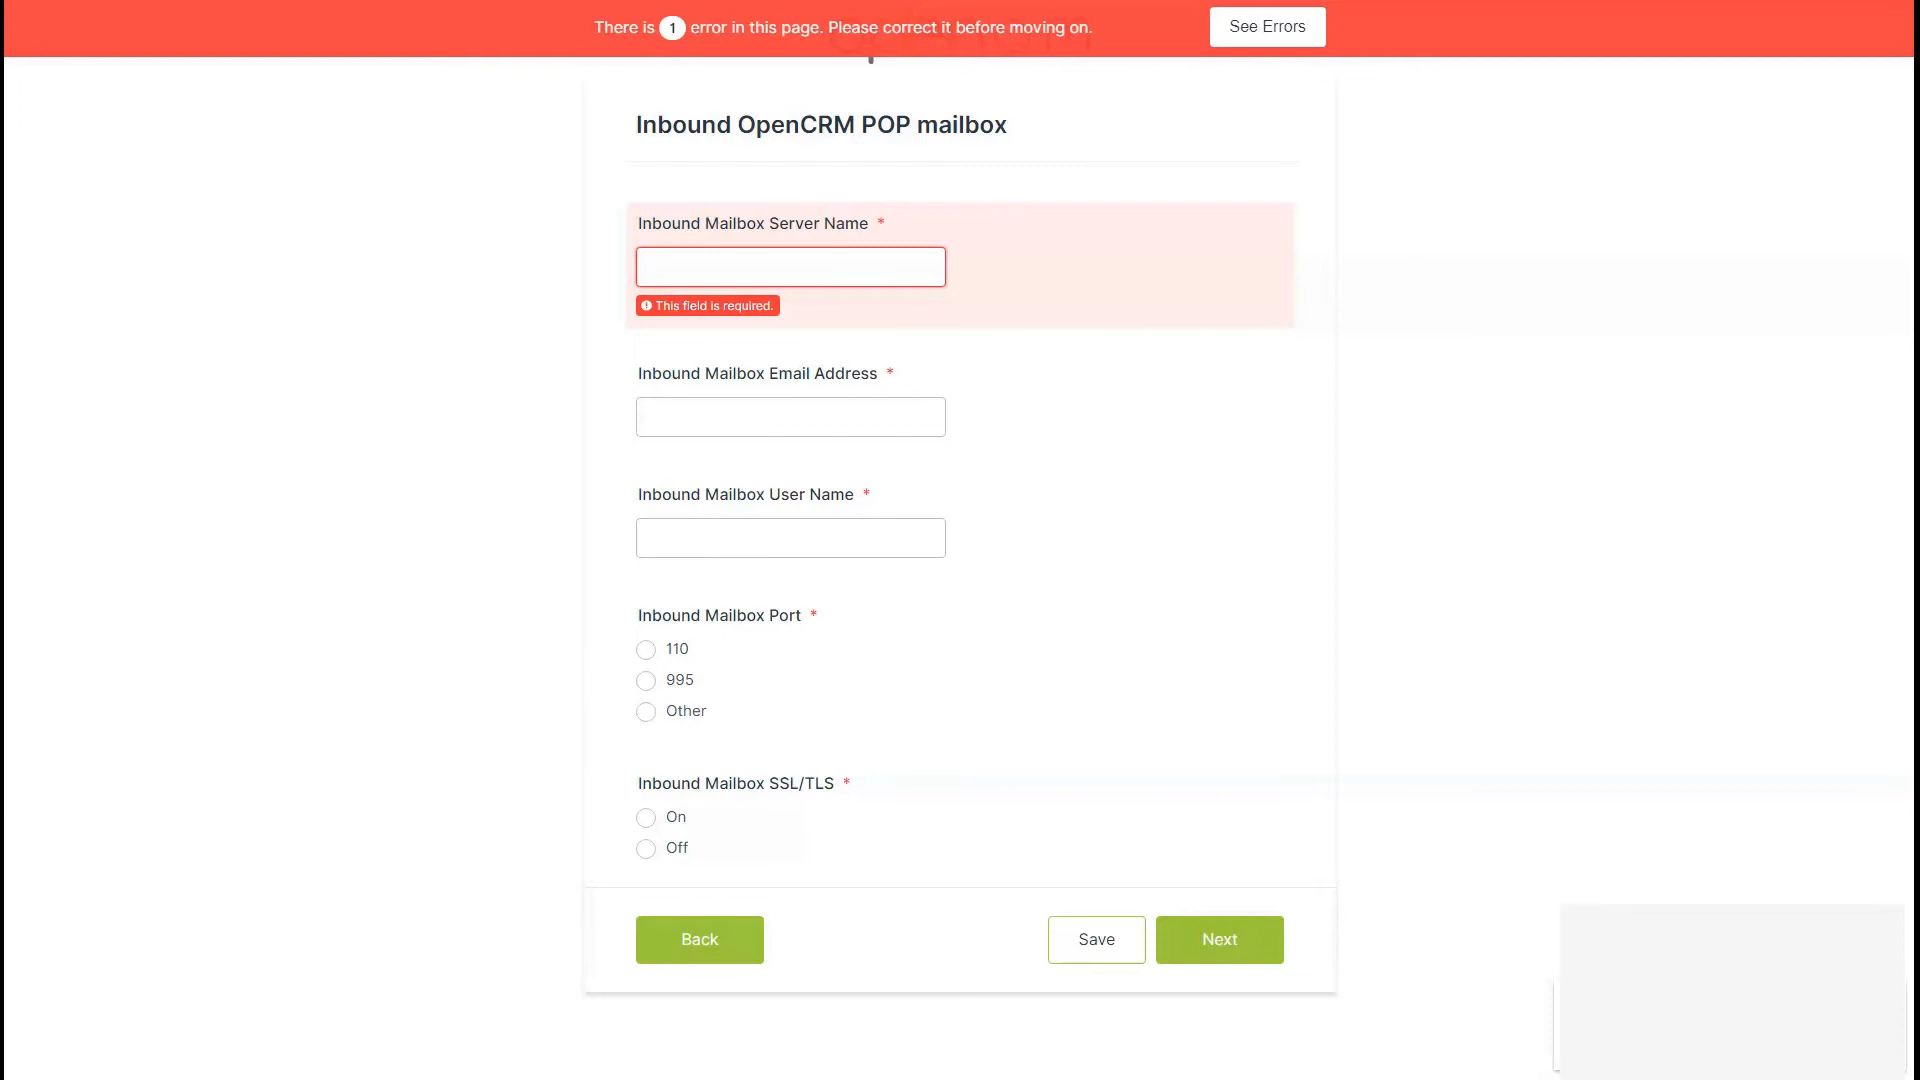 There is 1 error in this page. Please correct it before moving on.
See Errors
Inbound OpenCRM POP mailbox
Inbound Mailbox Server Name *
This field is required.
Inbound Mailbox Email Address *
Inbound Mailbox User Name *
Inbound Mailbox Port *
110
995
Other
Inbound Mailbox SSL/TLS *
On
Off
Back
Save
Next